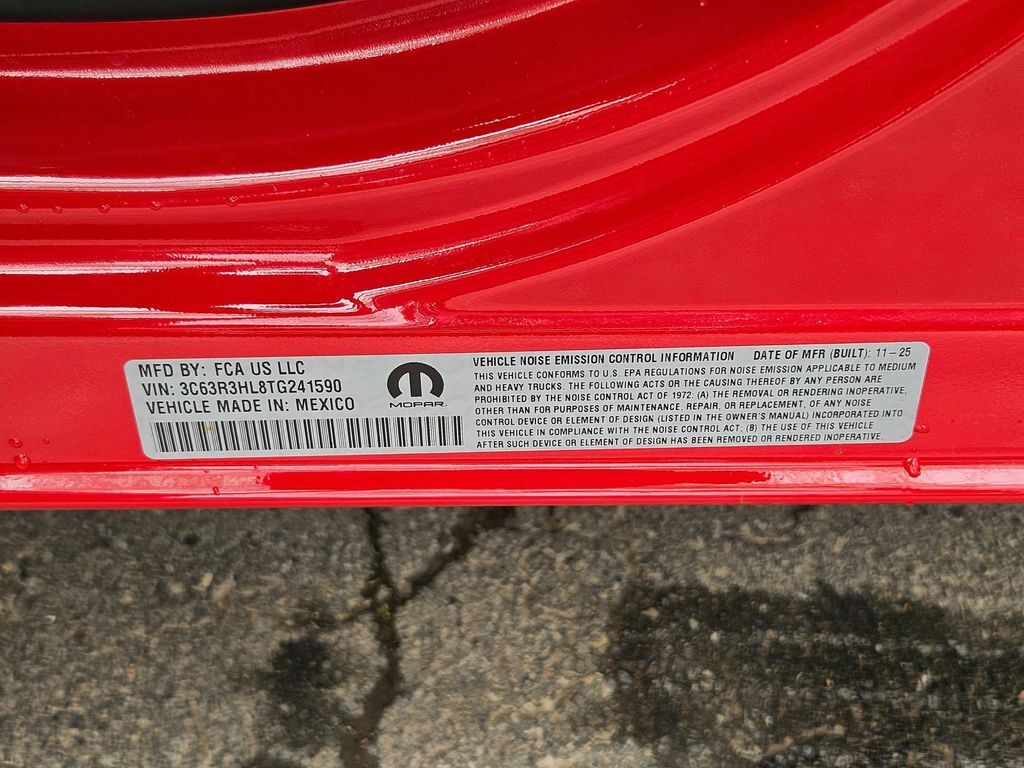 MFD BY: FCA US LLC
VIN: 3C63R3HL8TG241590
VEHICLE MADE IN: MEXICO
MOPAR
VEHICLE NOISE EMISSION CONTROL INFORMATION DATE OF MFR (BUILT): 11-25
THIS VEHICLE CONFORMS TO U.S. EPA REGULATIONS FOR NOISE EMISSION APPLICABLE TO MEDIUM
AND HEAVY TRUCKS. THE FOLLOWING ACTS OR THE CAUSING THEREOF BY ANY PERSON ARE
PROHIBITED BY THE NOISE CONTROL ACT OF 1972: (A) THE REMOVAL OR RENDERING INOPERATIVE,
OTHER THAN FOR PURPOSES OF MAINTENANCE, REPAIR, OR REPLACEMENT, OF ANY NOISE
CONTROL DEVICE OR ELEMENT OF DESIGN (LISTED IN THE OWNER'S MANUAL) INCORPORATED INTO
THIS VEHICLE IN COMPLIANCE WITH THE NOISE CONTROL ACT; (B) THE USE OF THIS VEHICLE
AFTER SUCH DEVICE OR ELEMENT OF DESIGN HAS BEEN REMOVED OR RENDERED INOPERATIVE.